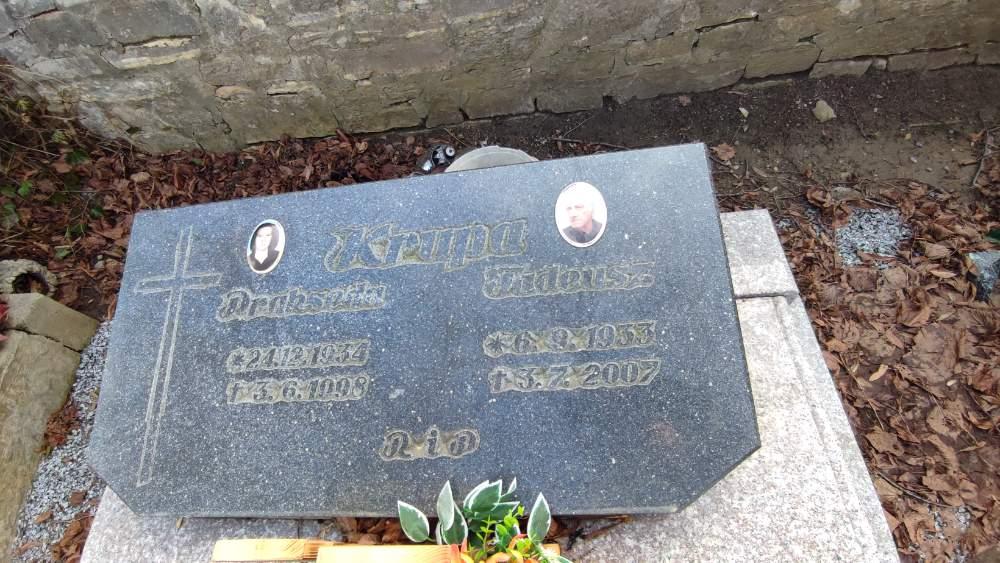 Krupa
Tadeusz
*24.12.1934
† 3. 6. 1998
*6. 9. 1933
† 3. 7. 2007
R i P